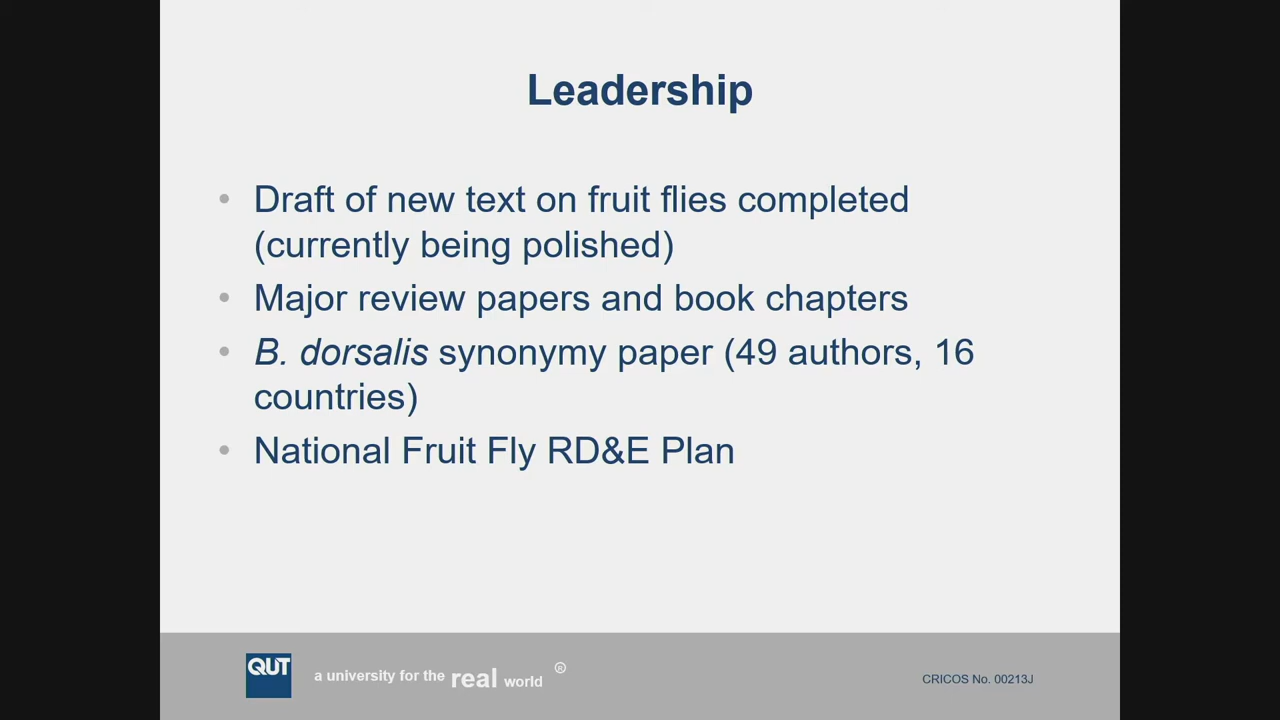 Leadership
• Draft of new text on fruit flies completed
(currently being polished)
• Major review papers and book chapters
• B. dorsalis synonymy paper (49 authors, 16
countries)
• National Fruit Fly RD&E Plan
QUT a university for the real world ®
CRICOS No. 00213J